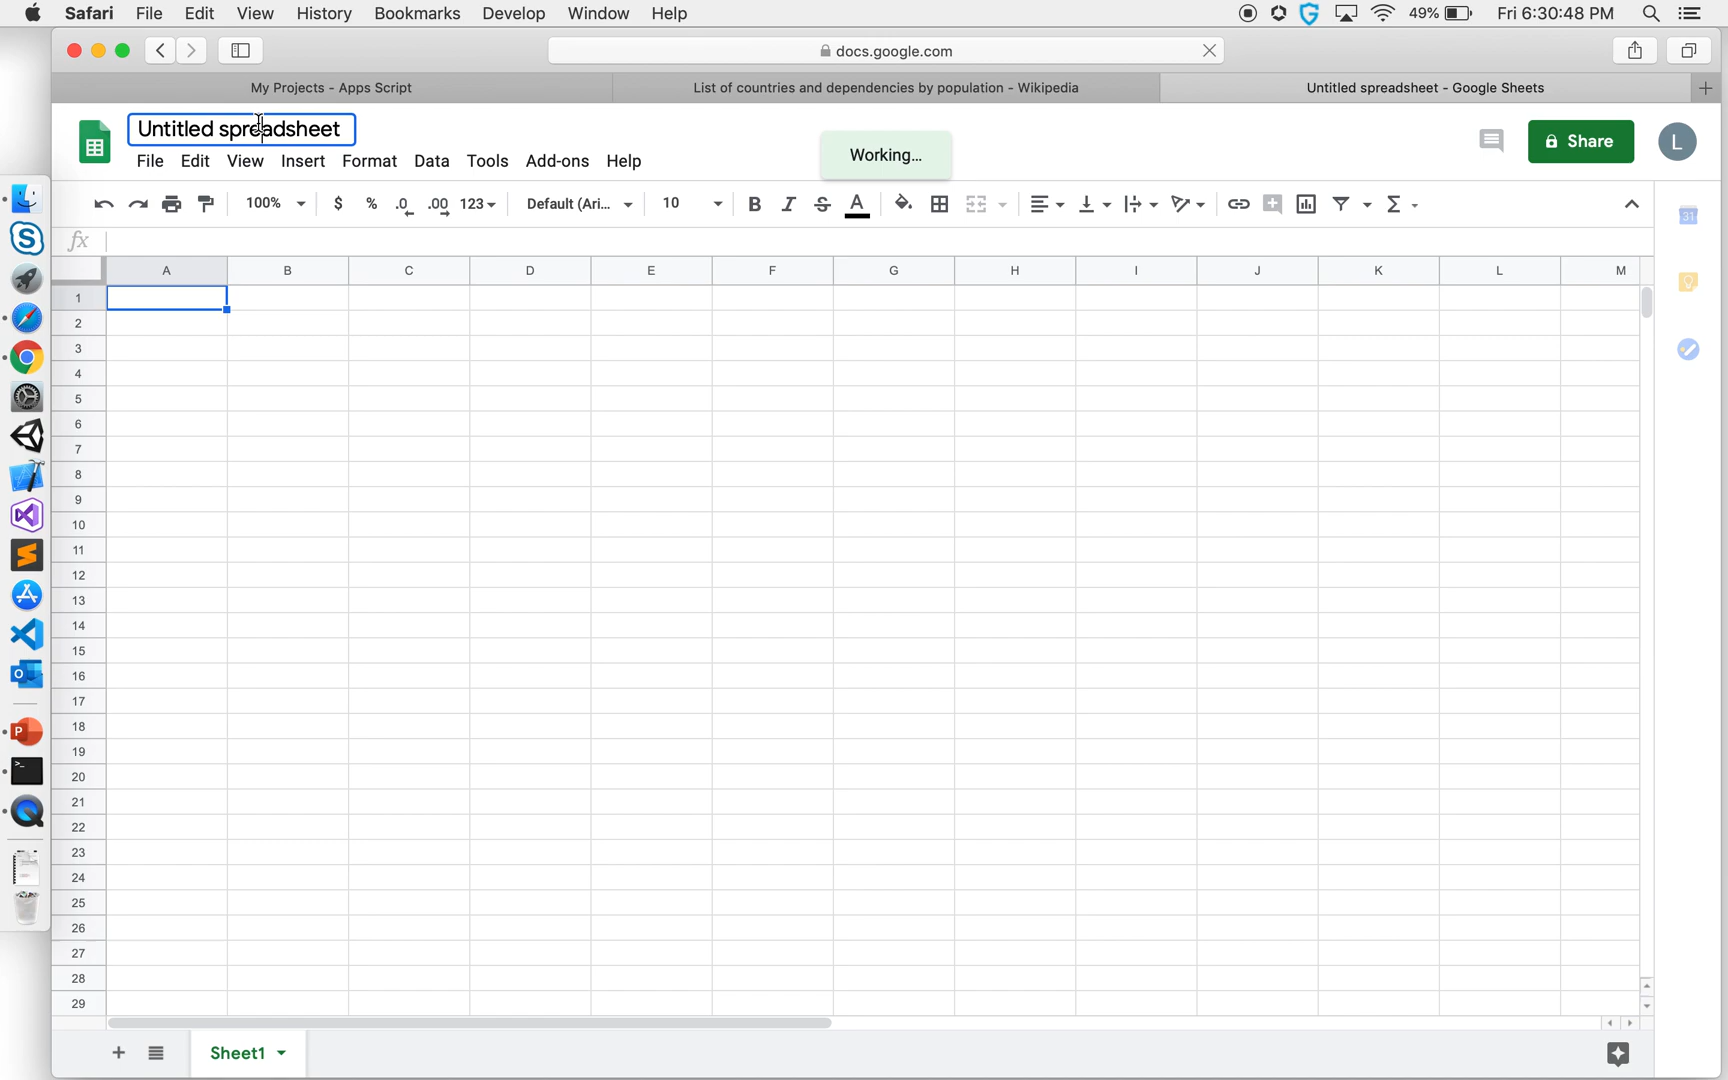 Safari File Edit View History Bookmarks Develop Window Help 49% Fri 6:30:48 PM
docs.google.com
My Projects - Apps Script List of countries and dependencies by population - Wikipedia Untitled spreadsheet - Google Sheets +
Untitled spreadsheet
Working...
Share L
File Edit View Insert Format Data Tools Add-ons Help
100% $ % .0 .00 123 Default (Ari... 10 B I S A Σ
31
fx
A B C D E F G H I J K L M
1
2
3
4
5
6
7
8
9
10
11
12
13
14
15
16
17
18
19
20
21
22
23
24
25
26
27
28
29
+ Sheet1